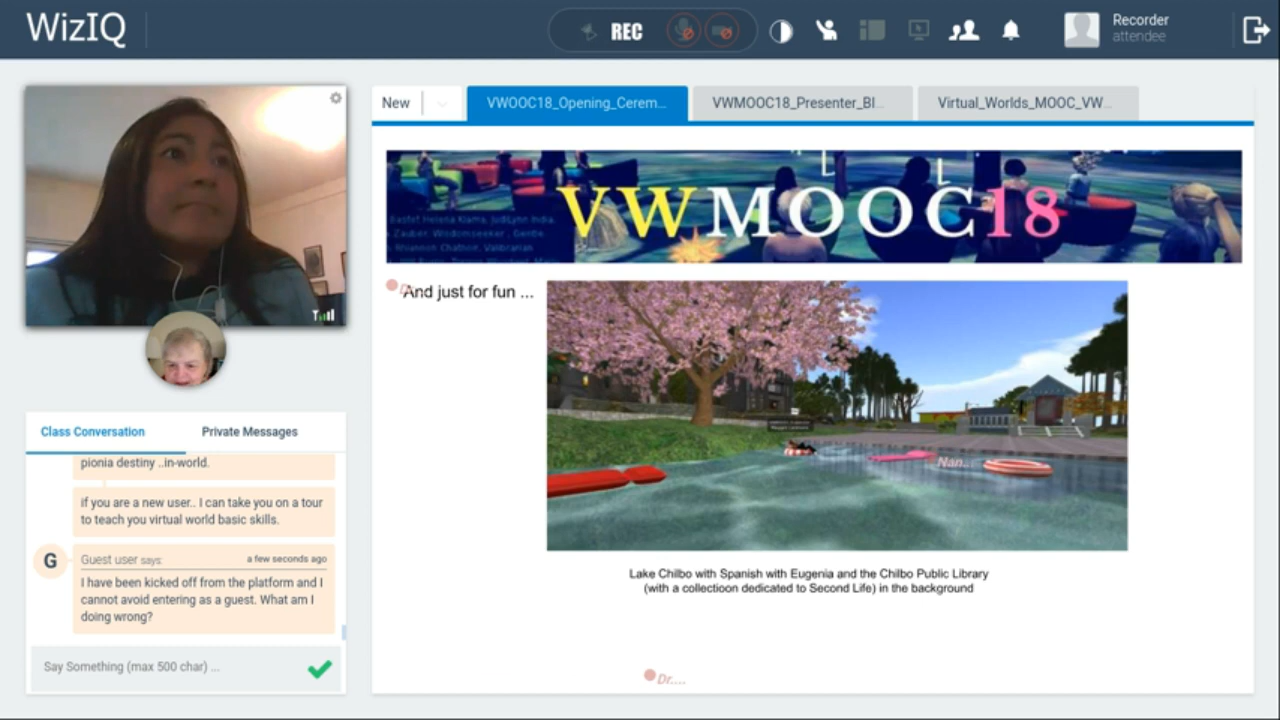 WizIQ
REC
Recorder
attendee
New
VWOOC18_Opening_Cerem...
VWMOOC18_Presenter_BI...
Virtual_Worlds_MOOC_VW...
VWMOOC18
And just for fun ...
Nan...
Lake Chilbo with Spanish with Eugenia and the Chilbo Public Library
(with a collectioon dedicated to Second Life) in the background
Dr....
Class Conversation
Private Messages
pionia destiny ..in-world.
if you are a new user.. I can take you on a tour
to teach you virtual world basic skills.
G
Guest user says:
a few seconds ago
I have been kicked off from the platform and I
cannot avoid entering as a guest. What am I
doing wrong?
Say Something (max 500 char) ...